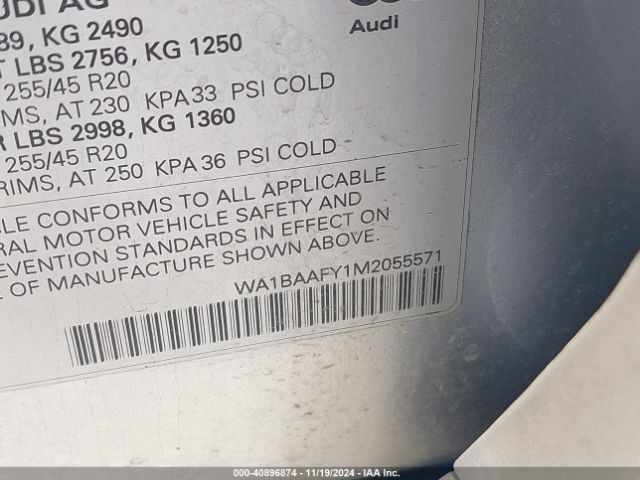 UDI AG
89, KG 2490
T LBS 2756, KG 1250
255/45 R20
RIMS, AT 230 KPA 33 PSI COLD
R LBS 2998, KG 1360
255/45 R20
RIMS, AT 250 KPA 36 PSI COLD
Audi
CLE CONFORMS TO ALL APPLICABLE
ERAL MOTOR VEHICLE SAFETY AND
EVENTION STANDARDS IN EFFECT ON
E OF MANUFACTURE SHOWN ABOVE.
WA1BAAFY1M2055571
000-40896874 | 11/19/2024 - IAA Inc.